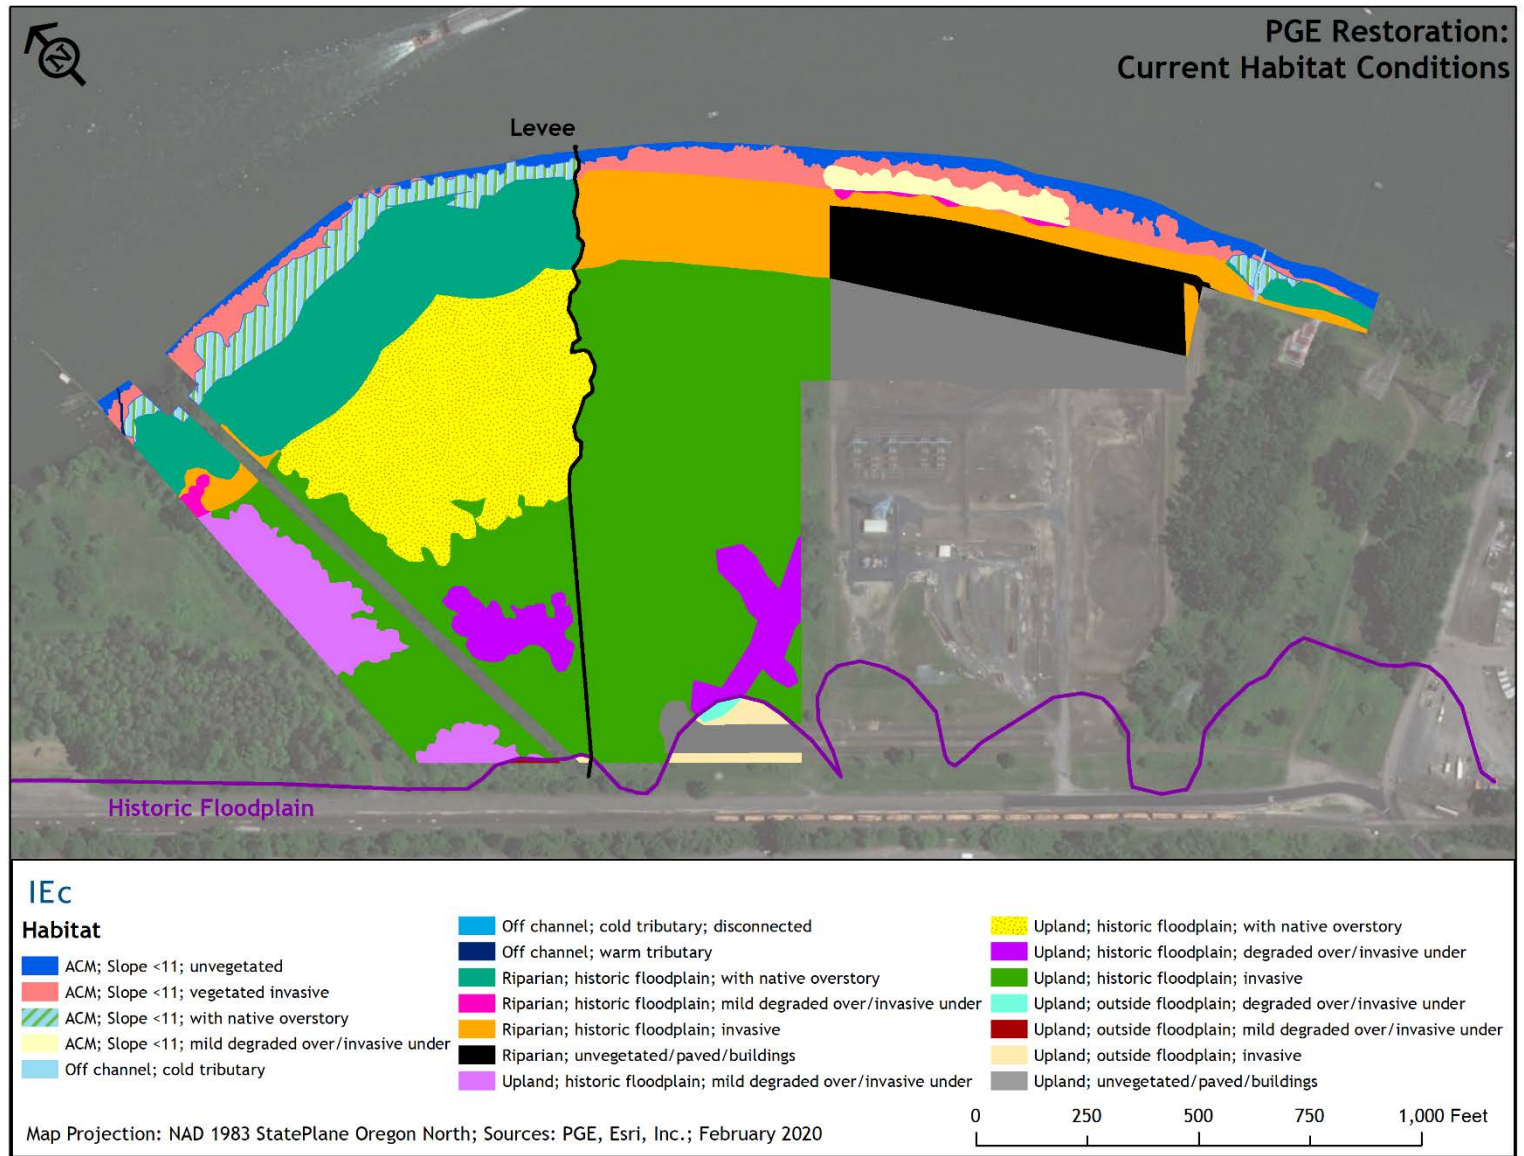 N
PGE Restoration:
Current Habitat Conditions
Levee
Historic Floodplain
IEc
Habitat
ACM; Slope <11; unvegetated
ACM; Slope <11; vegetated invasive
ACM; Slope <11; with native overstory
ACM; Slope <11; mild degraded over/invasive under
Off channel; cold tributary
Off channel; cold tributary; disconnected
Off channel; warm tributary
Riparian; historic floodplain; with native overstory
Riparian; historic floodplain; mild degraded over/invasive under
Riparian; historic floodplain; invasive
Riparian; unvegetated/paved/buildings
Upland; historic floodplain; mild degraded over/invasive under
Upland; historic floodplain; with native overstory
Upland; historic floodplain; degraded over/invasive under
Upland; historic floodplain; invasive
Upland; outside floodplain; degraded over/invasive under
Upland; outside floodplain; mild degraded over/invasive under
Upland; outside floodplain; invasive
Upland; unvegetated/paved/buildings
0 250 500 750 1,000 Feet
Map Projection: NAD 1983 StatePlane Oregon North; Sources: PGE, Esri, Inc.; February 2020